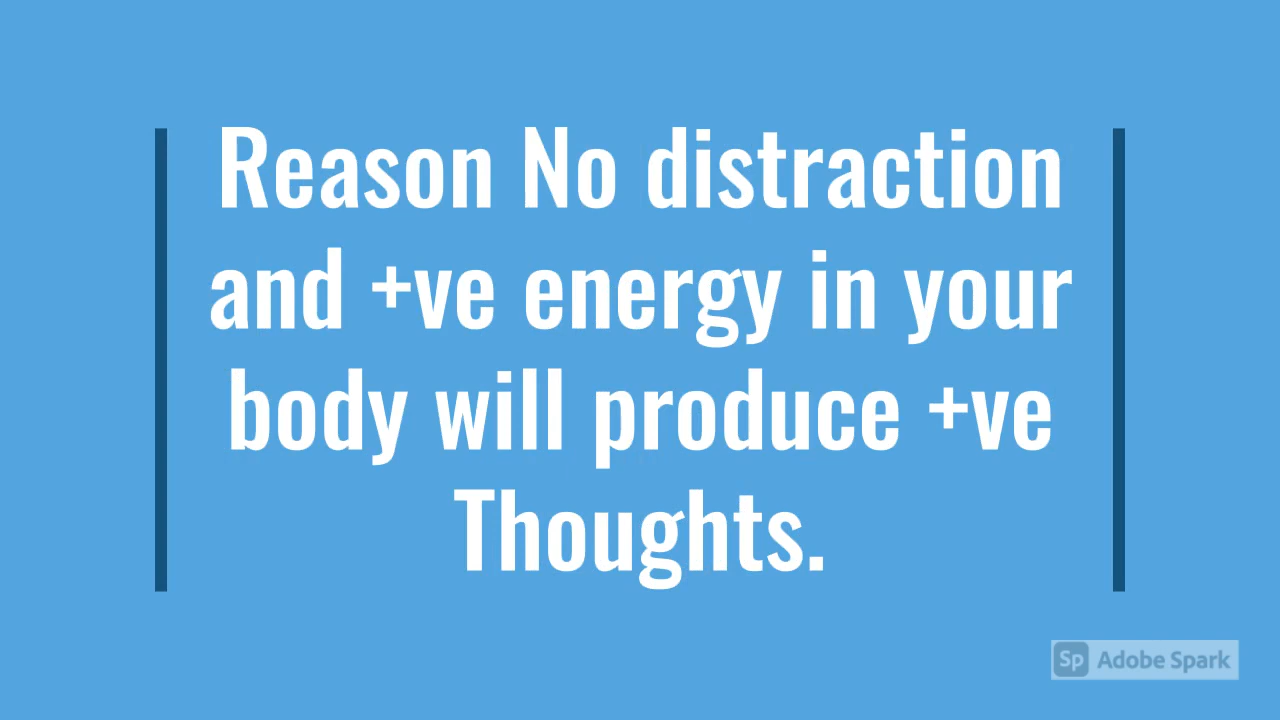 Reason No distraction
and +ve energy in your
body will produce +ve
Thoughts.
Sp Adobe Spark